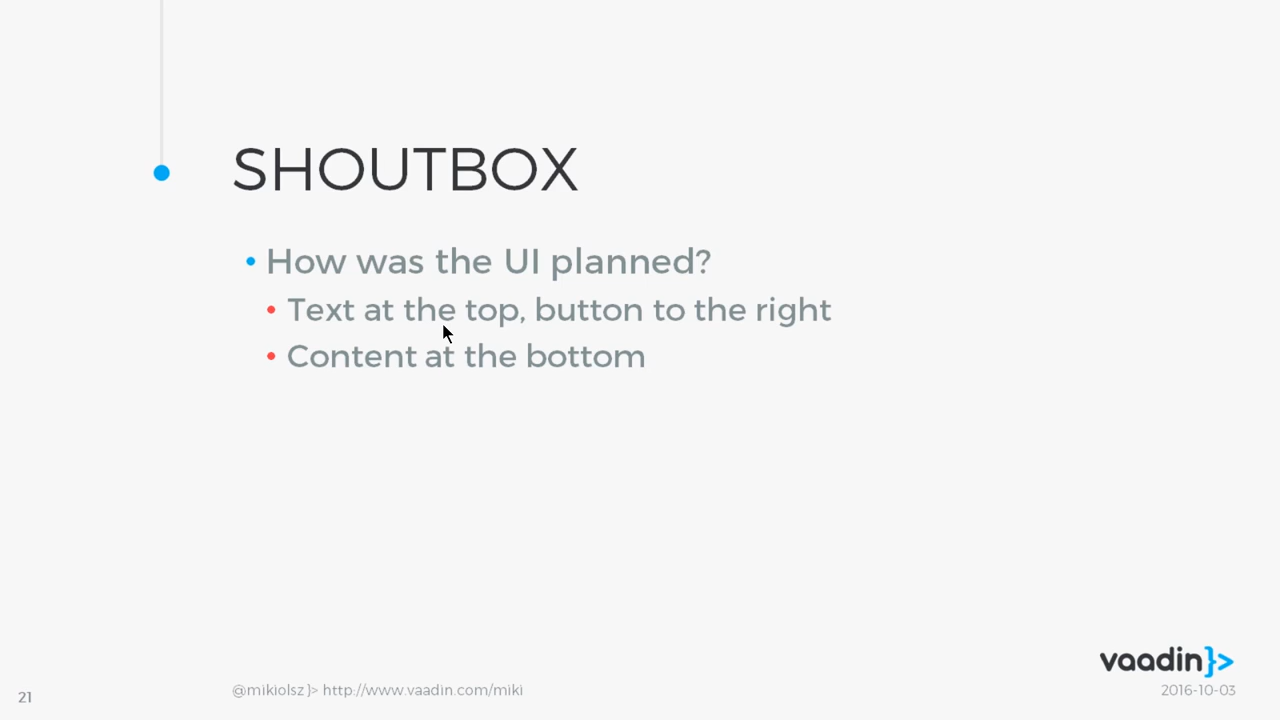 SHOUTBOX
• How was the UI planned?
• Text at the top, button to the right
• Content at the bottom
vaadin}>
21
@mikiolsz }> http://www.vaadin.com/miki
2016-10-03